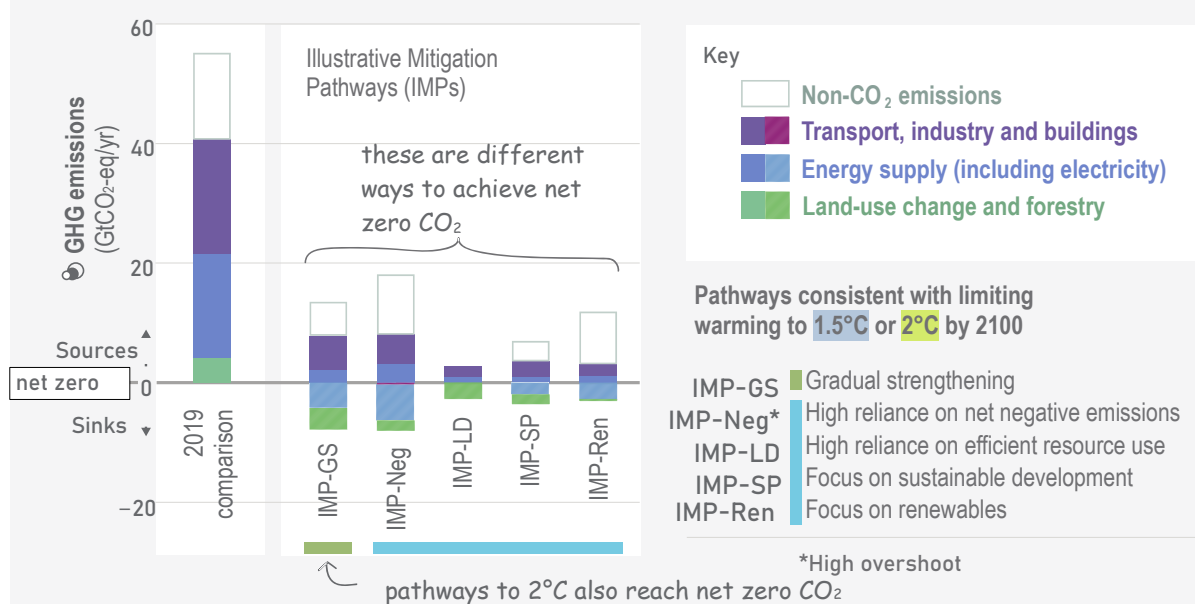 60
40
20
0
−20
GHG emissions
(GtCO₂-eq/yr)
Sources
net zero
Sinks
2019
comparison
Illustrative Mitigation
Pathways (IMPs)
these are different
ways to achieve net
zero CO₂
IMP-GS
IMP-Neg
IMP-LD
IMP-SP
IMP-Ren
pathways to 2°C also reach net zero CO₂
Key
Non-CO₂ emissions
Transport, industry and buildings
Energy supply (including electricity)
Land-use change and forestry
Pathways consistent with limiting
warming to 1.5°C or 2°C by 2100
IMP-GS Gradual strengthening
IMP-Neg* High reliance on net negative emissions
IMP-LD High reliance on efficient resource use
IMP-SP Focus on sustainable development
IMP-Ren Focus on renewables
*High overshoot